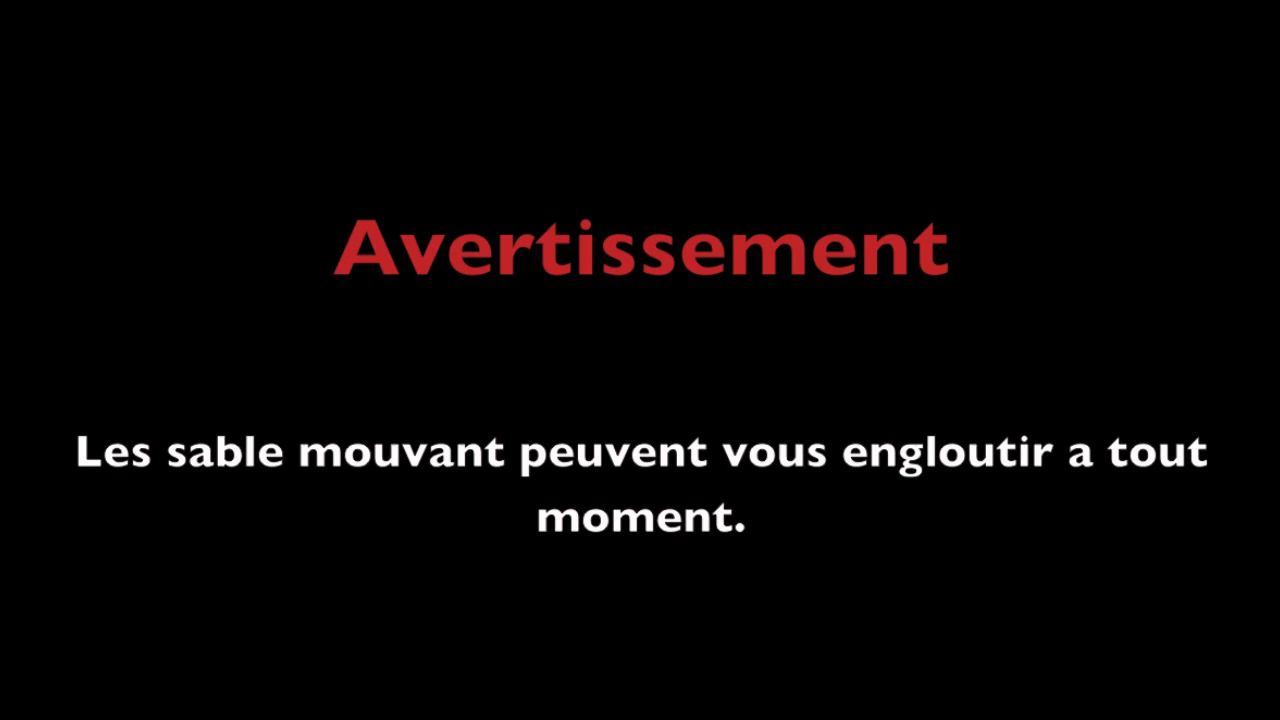 Avertissement
Les sable mouvant peuvent vous engloutir a tout
moment.